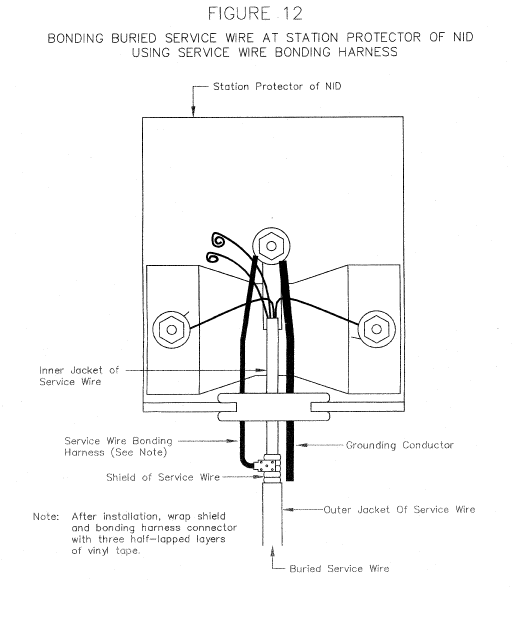 FIGURE 12
BONDING BURIED SERVICE WIRE AT STATION PROTECTOR OF NID
USING SERVICE WIRE BONDING HARNESS
Station Protector of NID
Inner Jacket of
Service Wire
Service Wire Bonding
Harness (See Note)
Grounding Conductor
Shield of Service Wire
Outer Jacket Of Service Wire
Note: After installation, wrap shield
and bonding harness connector
with three half-lapped layers
of vinyl tape.
Buried Service Wire